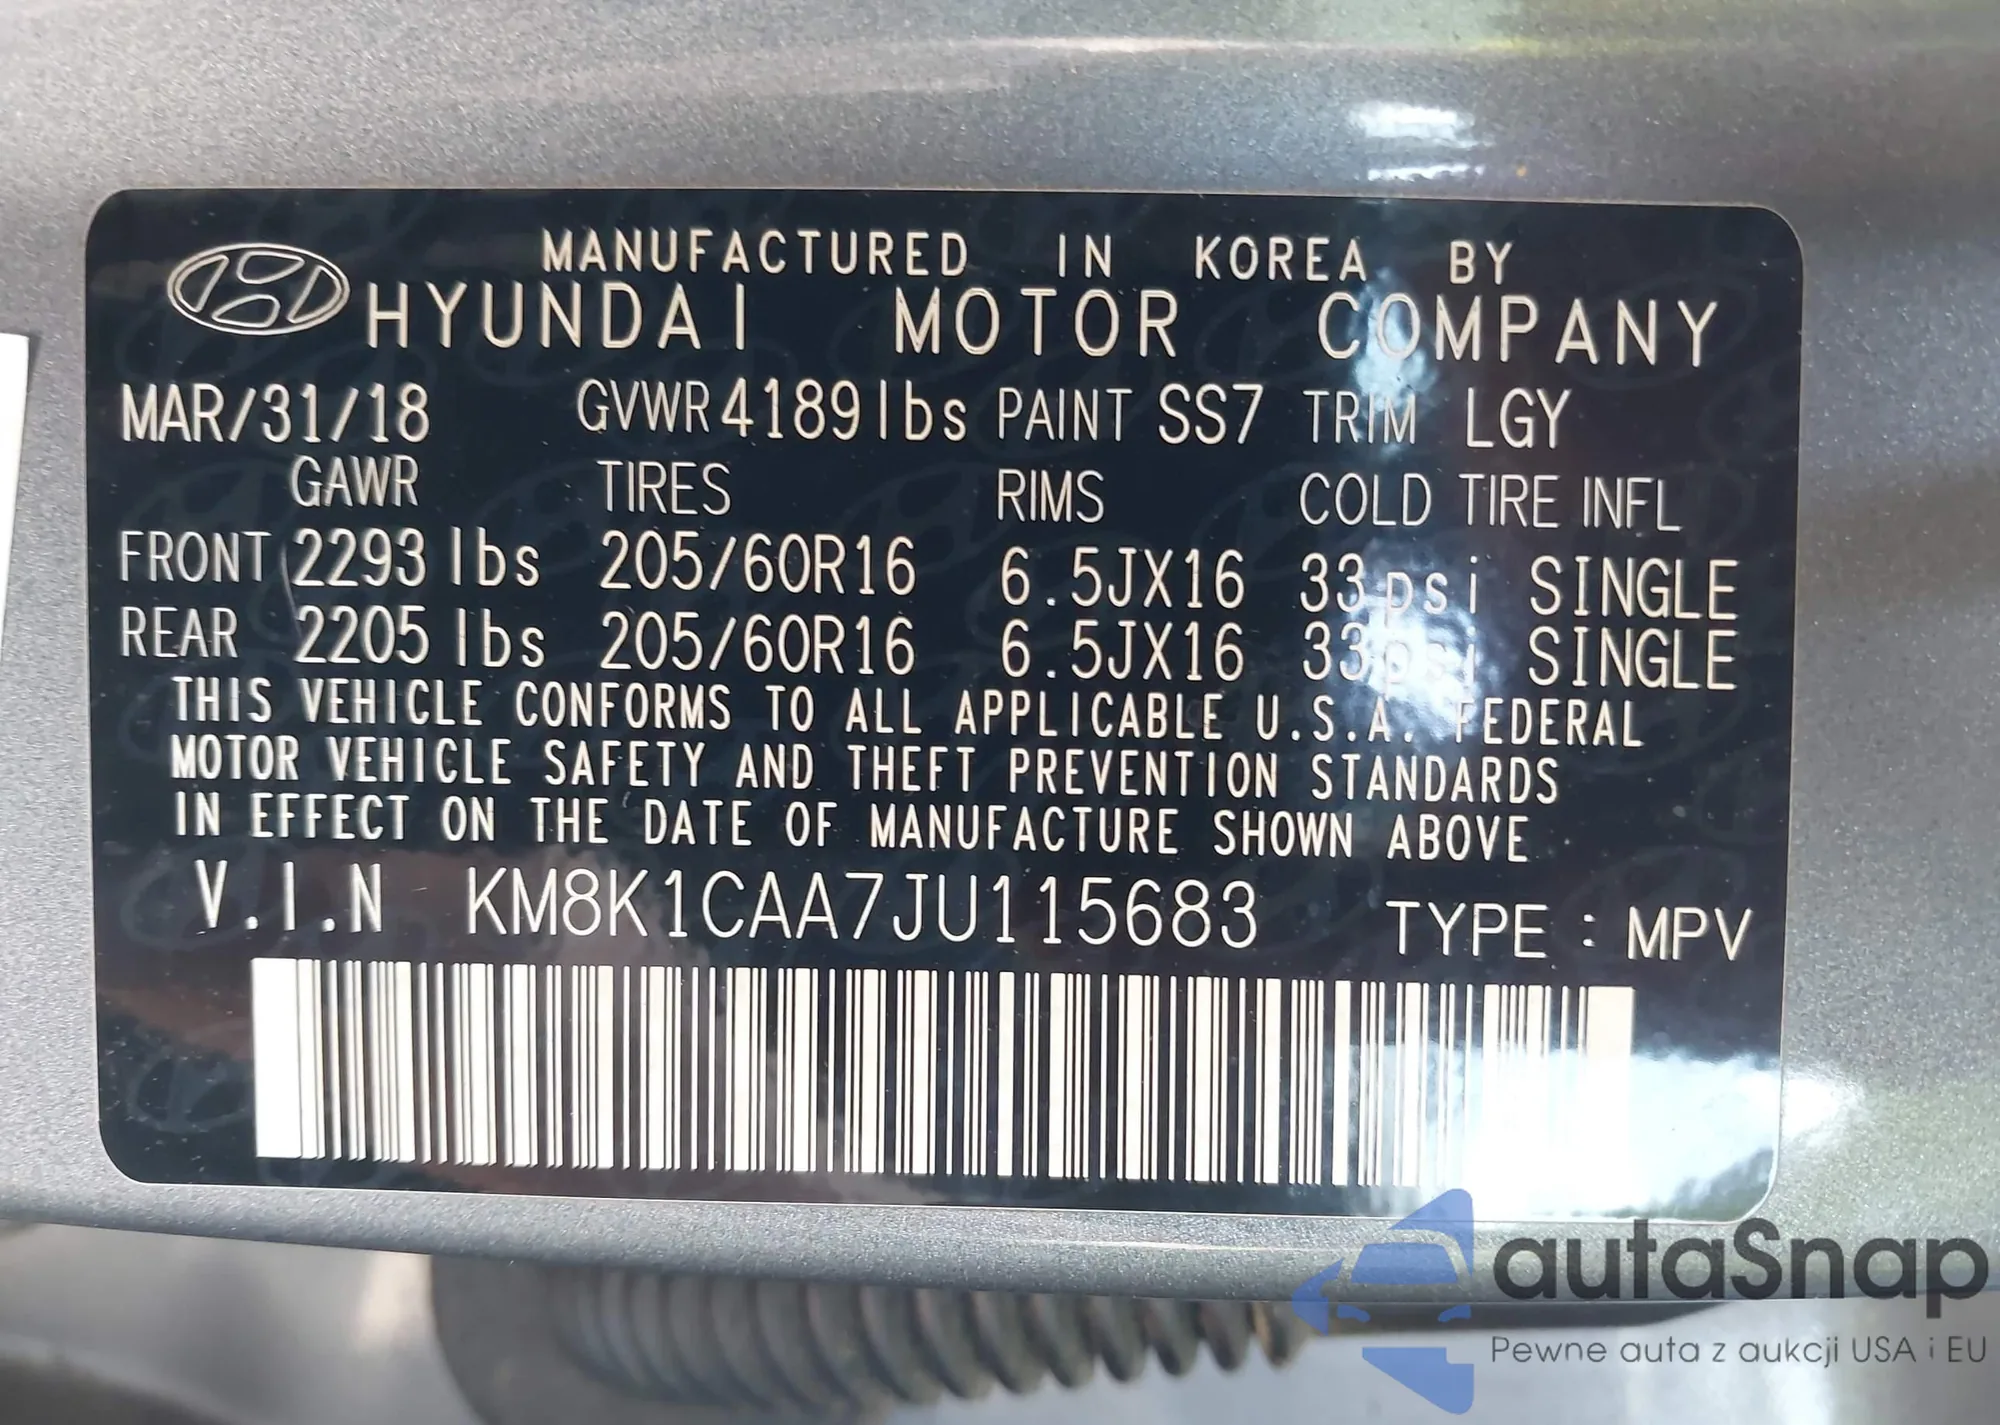 MANUFACTURED IN KOREA BY
HYUNDAI MOTOR COMPANY
MAR/31/18 GVWR 4189lbs PAINT SS7 TRIM LGY
GAWR TIRES RIMS COLD TIRE INFL
FRONT 2293 lbs 205/60R16 6.5JX16 33psi SINGLE
REAR 2205 lbs 205/60R16 6.5JX16 33psi SINGLE
THIS VEHICLE CONFORMS TO ALL APPLICABLE U.S.A. FEDERAL
MOTOR VEHICLE SAFETY AND THEFT PREVENTION STANDARDS
IN EFFECT ON THE DATE OF MANUFACTURE SHOWN ABOVE
V.I.N KM8K1CAA7JU115683 TYPE : MPV
autaSnap
Pewne auta z aukcji USA i EU